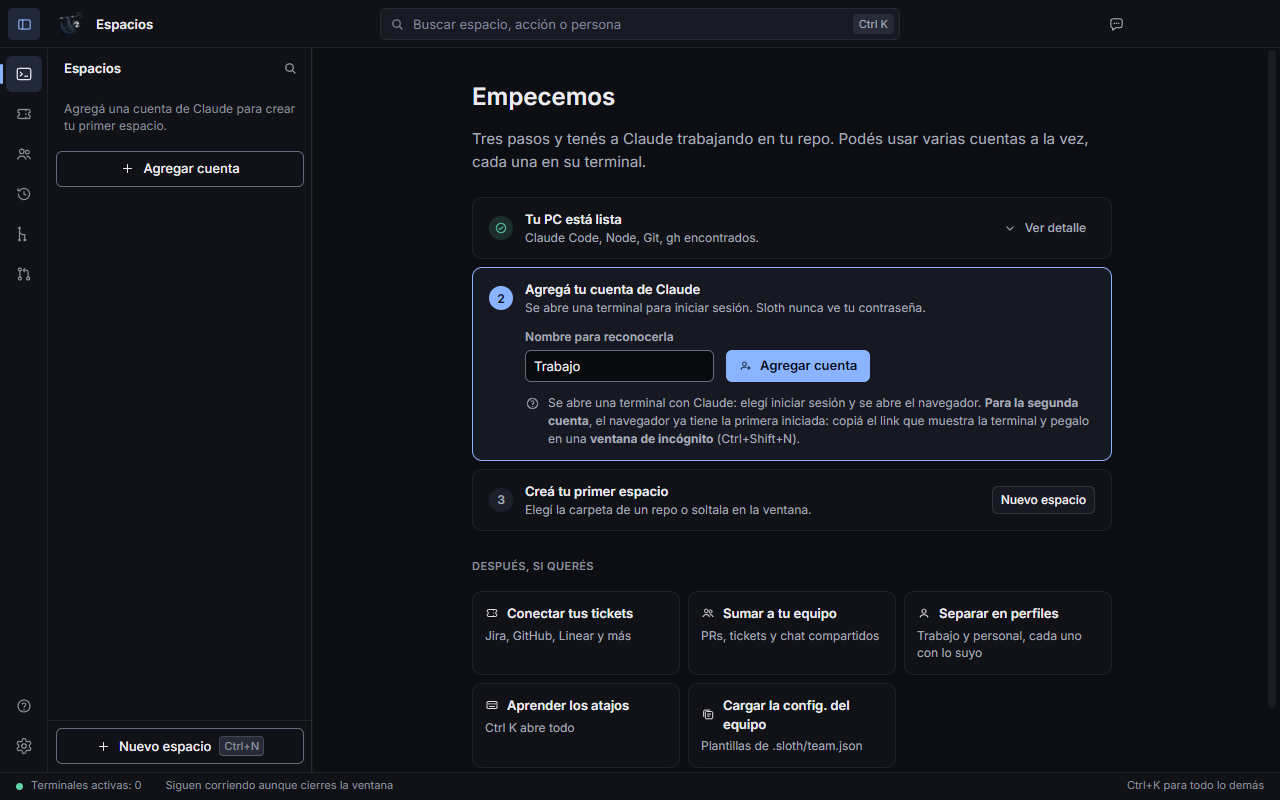 Espacios
Buscar espacio, acción o persona
Ctrl K
Espacios
Agregá una cuenta de Claude para crear
tu primer espacio.
Agregar cuenta
Empecemos
Tres pasos y tenés a Claude trabajando en tu repo. Podés usar varias cuentas a la vez,
cada una en su terminal.
Tu PC está lista
Claude Code, Node, Git, gh encontrados.
Ver detalle
2
Agregá tu cuenta de Claude
Se abre una terminal para iniciar sesión. Sloth nunca ve tu contraseña.
Nombre para reconocerla
Trabajo
Agregar cuenta
Se abre una terminal con Claude: elegí iniciar sesión y se abre el navegador. Para la segunda
cuenta, el navegador ya tiene la primera iniciada: copiá el link que muestra la terminal y pegalo
en una ventana de incógnito (Ctrl+Shift+N).
3
Creá tu primer espacio
Elegí la carpeta de un repo o soltala en la ventana.
Nuevo espacio
DESPUÉS, SI QUERÉS
Conectar tus tickets
Jira, GitHub, Linear y más
Sumar a tu equipo
PRs, tickets y chat compartidos
Separar en perfiles
Trabajo y personal, cada uno
con lo suyo
Aprender los atajos
Ctrl K abre todo
Cargar la config. del
equipo
Plantillas de .sloth/team.json
Nuevo espacio Ctrl+N
Terminales activas: 0
Siguen corriendo aunque cierres la ventana
Ctrl+K para todo lo demás